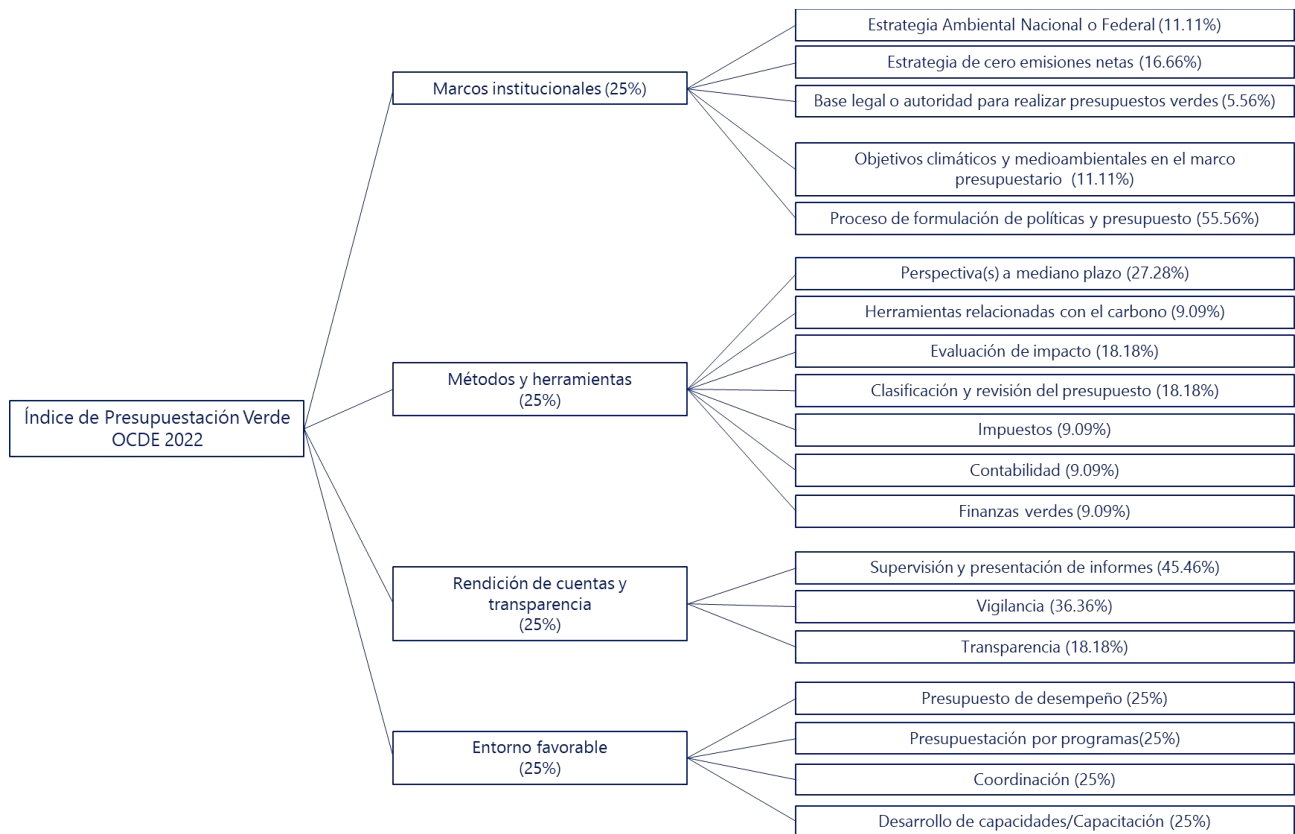 Índice de Presupuestación Verde
OCDE 2022
Marcos institucionales (25%)
Estrategia Ambiental Nacional o Federal (11.11%)
Estrategia de cero emisiones netas (16.66%)
Base legal o autoridad para realizar presupuestos verdes (5.56%)
Objetivos climáticos y medioambientales en el marco
presupuestario (11.11%)
Proceso de formulación de políticas y presupuesto (55.56%)
Métodos y herramientas
(25%)
Perspectiva(s) a mediano plazo (27.28%)
Herramientas relacionadas con el carbono (9.09%)
Evaluación de impacto (18.18%)
Clasificación y revisión del presupuesto (18.18%)
Impuestos (9.09%)
Contabilidad (9.09%)
Finanzas verdes (9.09%)
Rendición de cuentas y
transparencia
(25%)
Supervisión y presentación de informes (45.46%)
Vigilancia (36.36%)
Transparencia (18.18%)
Entorno favorable
(25%)
Presupuesto de desempeño (25%)
Presupuestación por programas(25%)
Coordinación (25%)
Desarrollo de capacidades/Capacitación (25%)